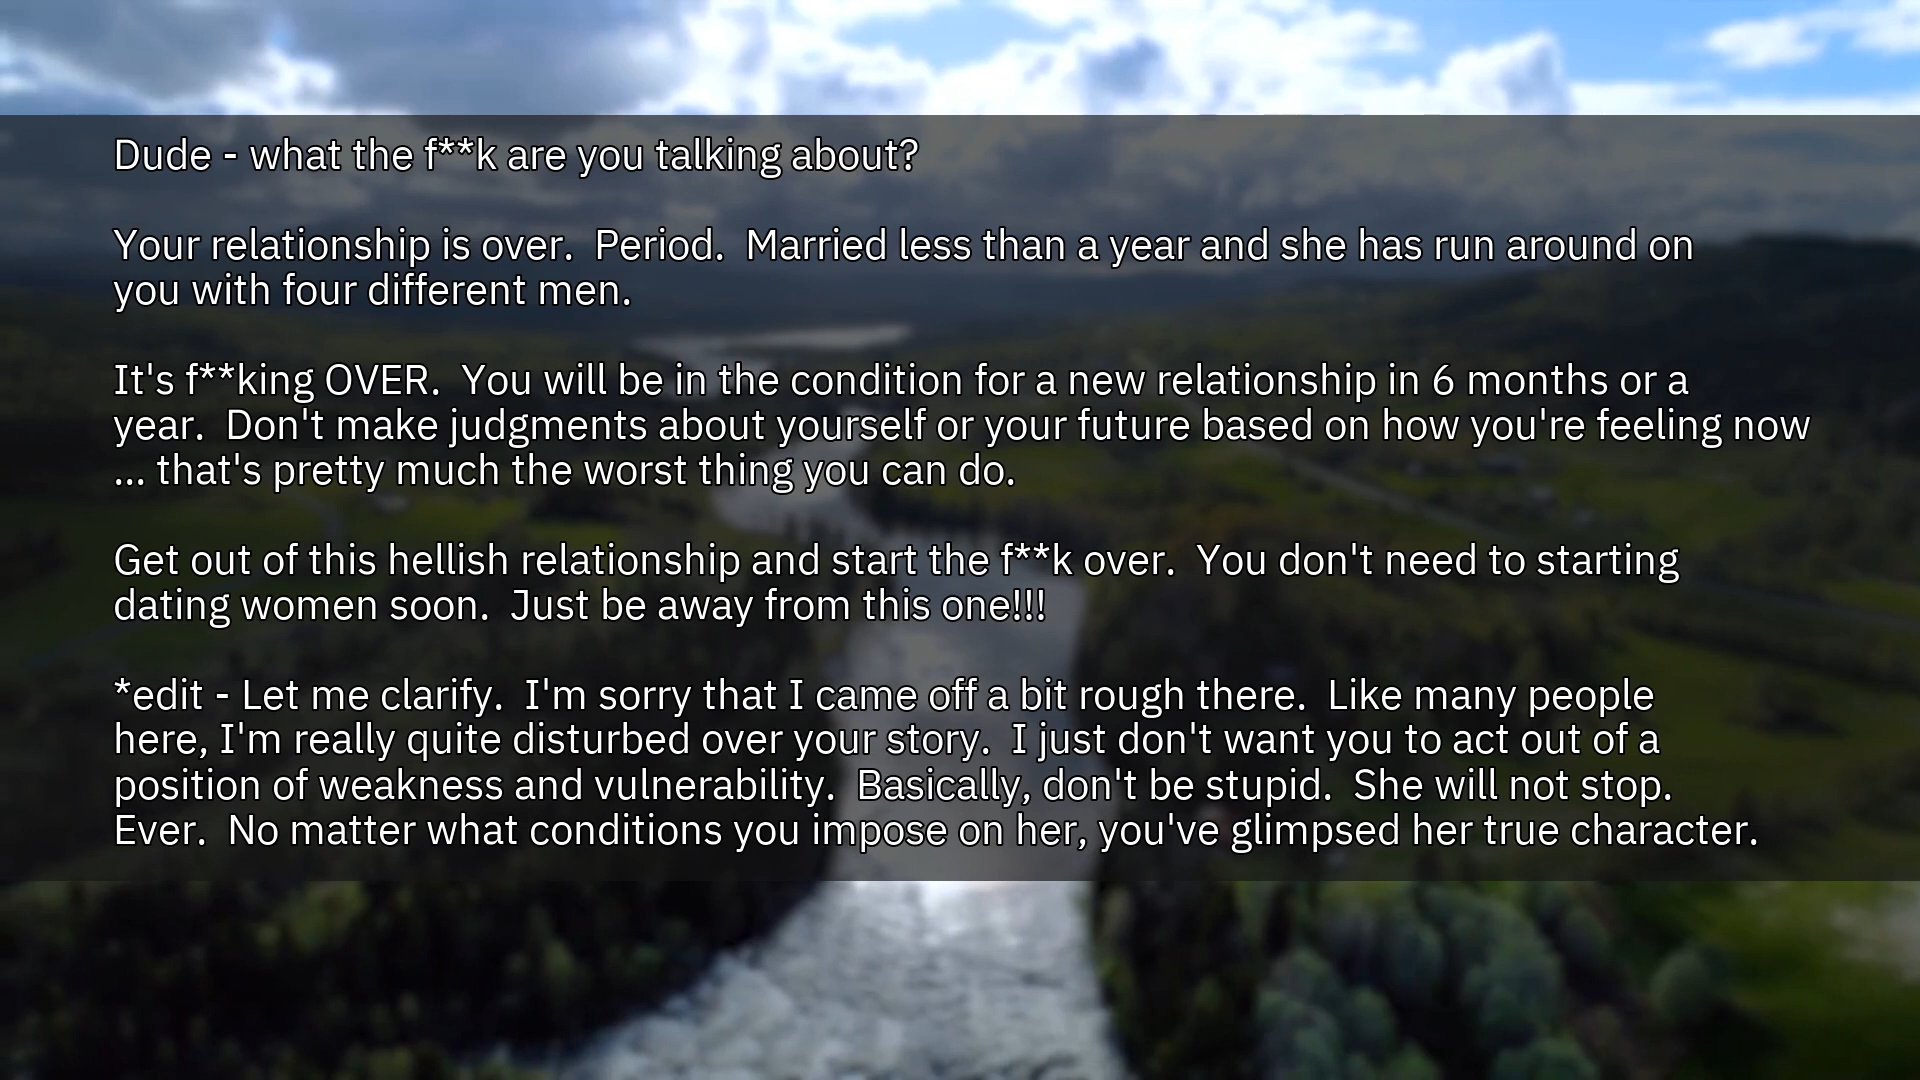 Dude - what the f**k are you talking about?
Your relationship is over.  Period.  Married less than a year and she has run around on
you with four different men.
It's f**king OVER.  You will be in the condition for a new relationship in 6 months or a
year.  Don't make judgments about yourself or your future based on how you're feeling now
... that's pretty much the worst thing you can do.
Get out of this hellish relationship and start the f**k over.  You don't need to starting
dating women soon.  Just be away from this one!!!
*edit - Let me clarify.  I'm sorry that I came off a bit rough there.  Like many people
here, I'm really quite disturbed over your story.  I just don't want you to act out of a
position of weakness and vulnerability.  Basically, don't be stupid.  She will not stop.
Ever.  No matter what conditions you impose on her, you've glimpsed her true character.